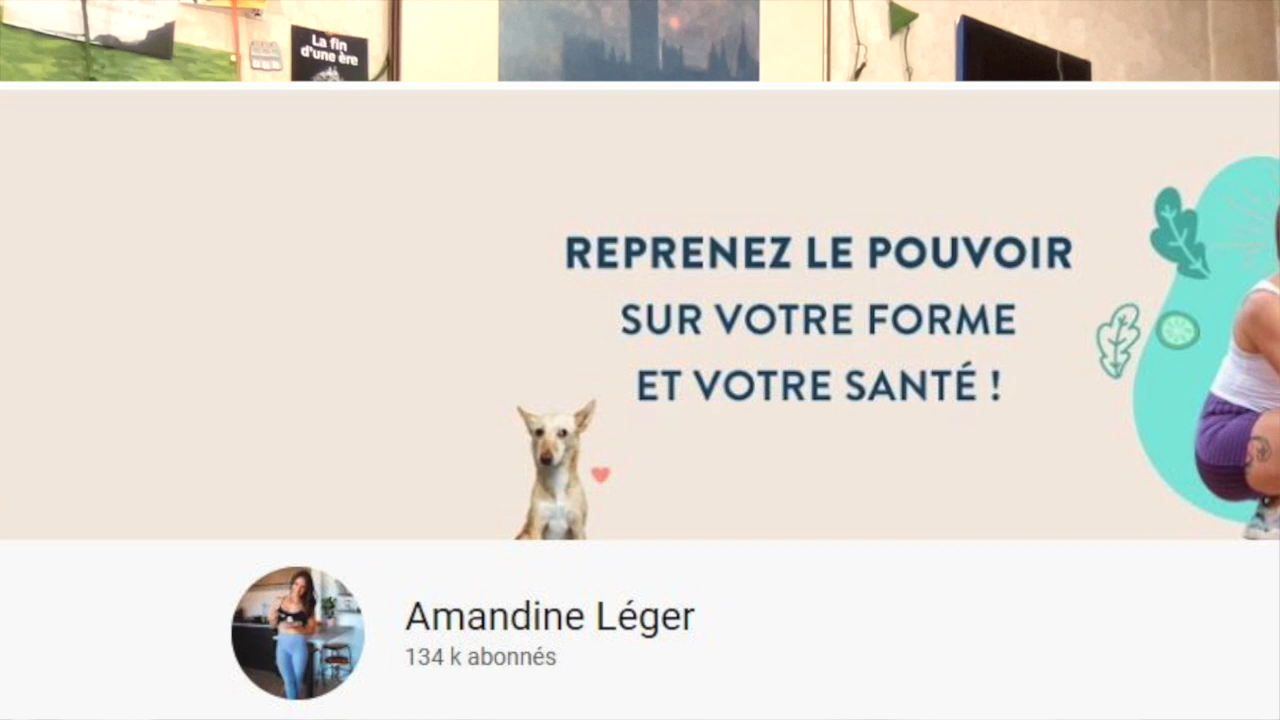 La fin
d'une ère
REPRENEZ LE POUVOIR
SUR VOTRE FORME
ET VOTRE SANTÉ !
Amandine Léger
134 k abonnés